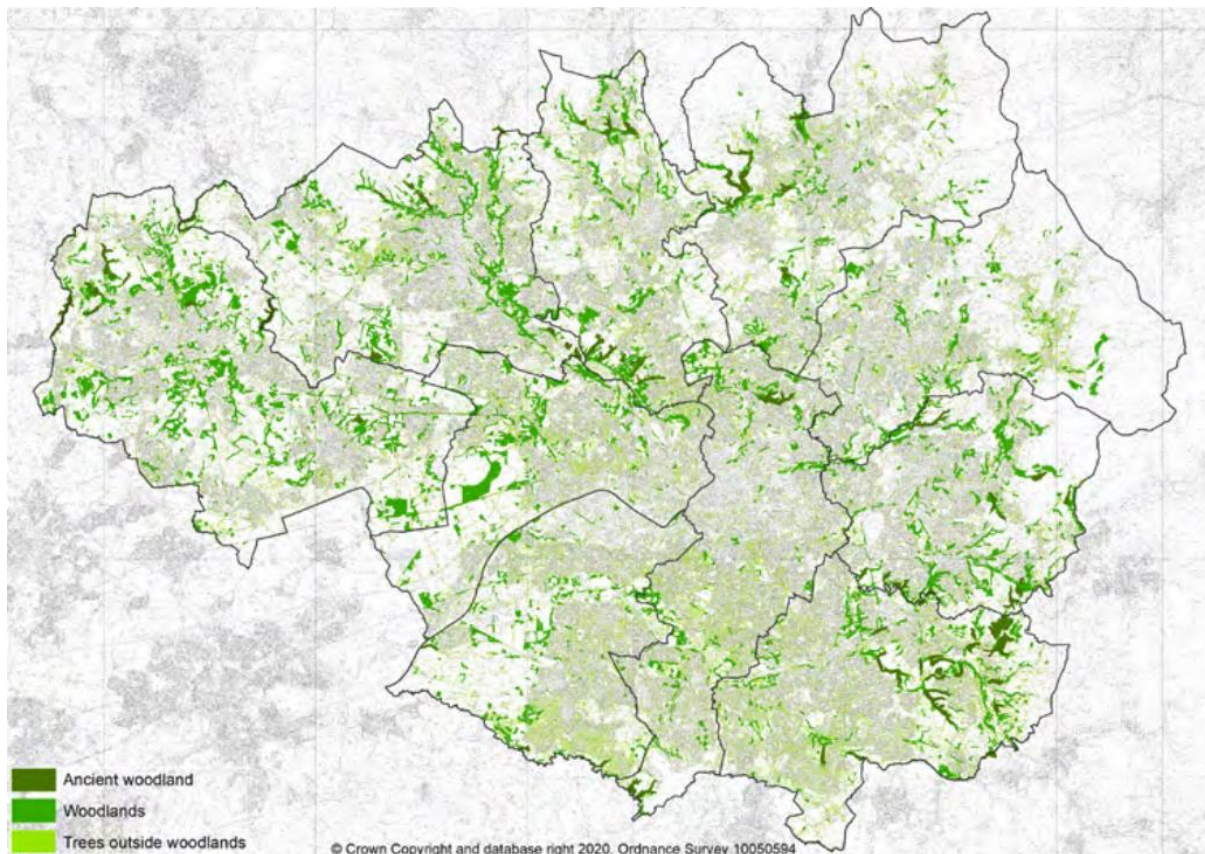 Ancient woodland
Woodlands
Trees outside woodlands
© Crown Copyright and database right 2020. Ordnance Survey 10050594